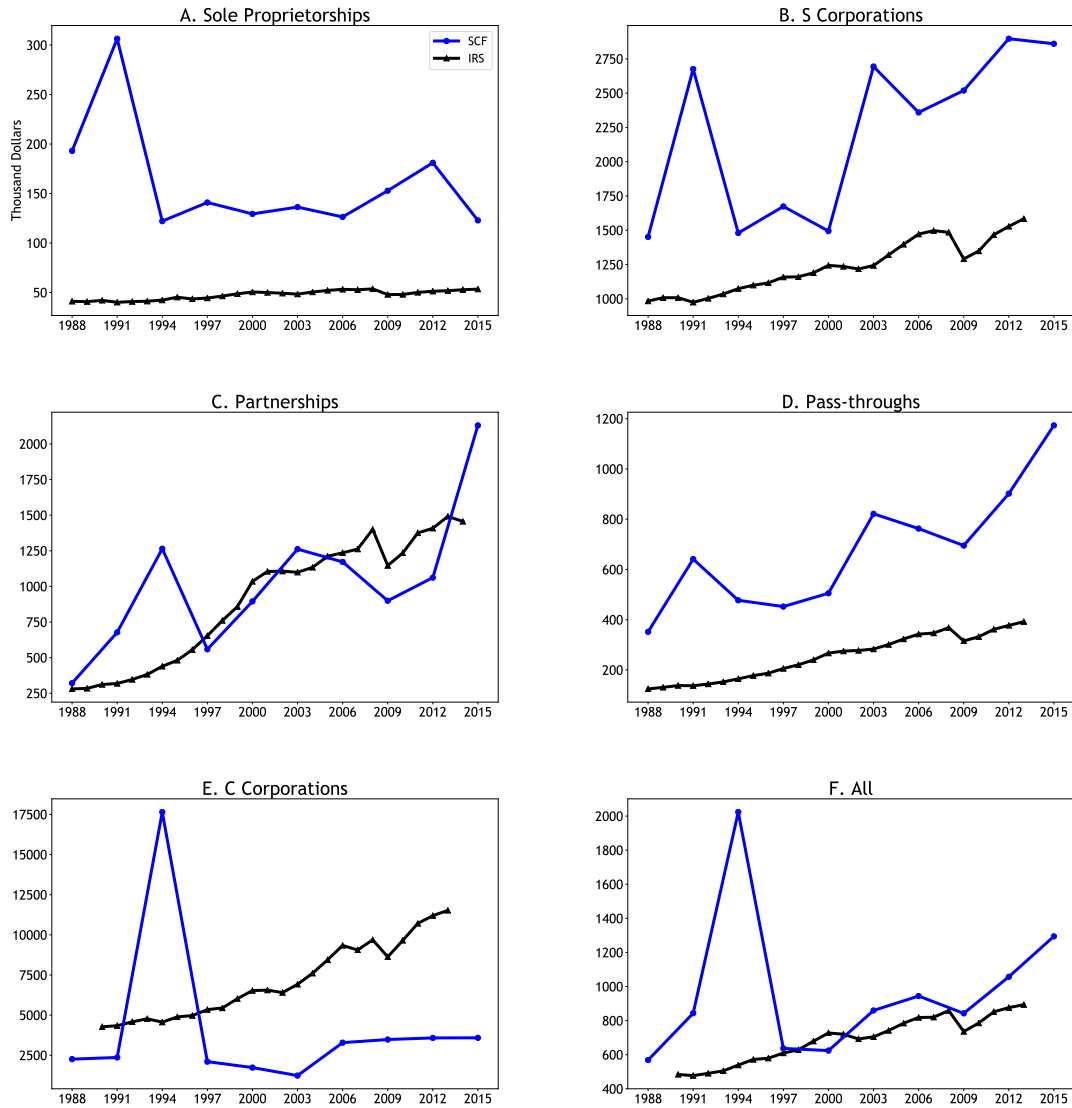 A. Sole Proprietorships
Thousand Dollars
300
250
200
150
100
50
1988 1991 1994 1997 2000 2003 2006 2009 2012 2015
SCF
IRS
B. S Corporations
2750
2500
2250
2000
1750
1500
1250
1000
1988 1991 1994 1997 2000 2003 2006 2009 2012 2015
C. Partnerships
2000
1750
1500
1250
1000
750
500
250
1988 1991 1994 1997 2000 2003 2006 2009 2012 2015
D. Pass-throughs
1200
1000
800
600
400
200
1988 1991 1994 1997 2000 2003 2006 2009 2012 2015
E. C Corporations
17500
15000
12500
10000
7500
5000
2500
1988 1991 1994 1997 2000 2003 2006 2009 2012 2015
F. All
2000
1800
1600
1400
1200
1000
800
600
400
1988 1991 1994 1997 2000 2003 2006 2009 2012 2015